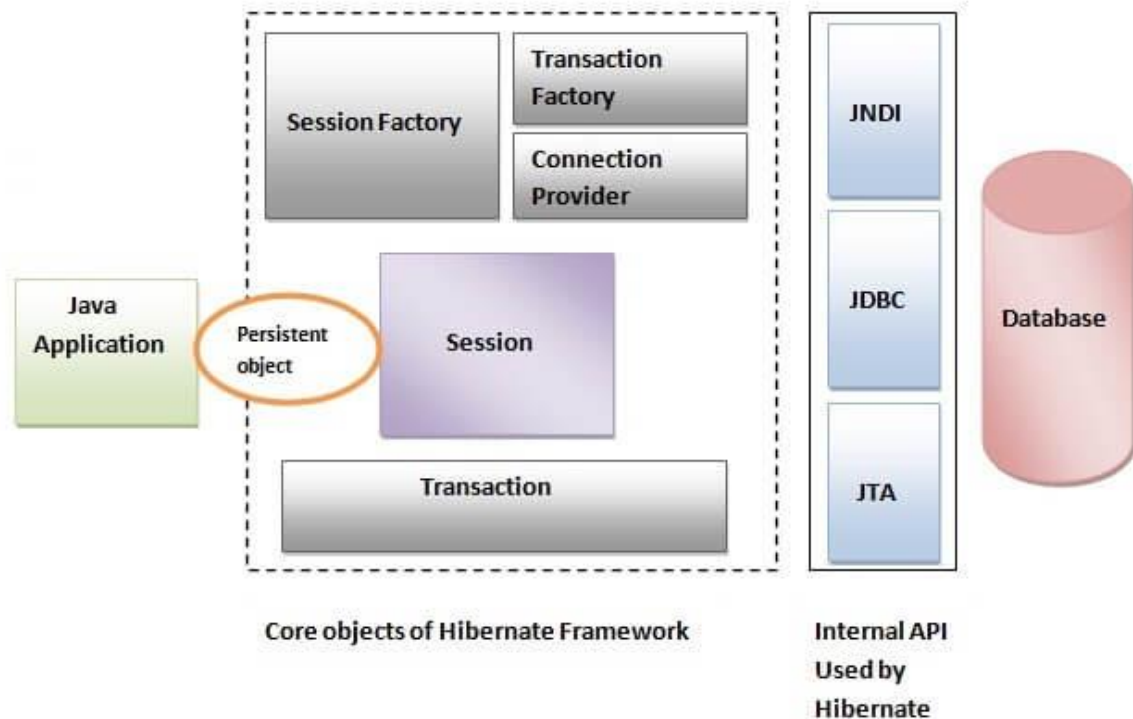 Session Factory
Transaction
Factory
Connection
Provider
JNDI
Java
Application
Persistent
object
Session
JDBC
Database
Transaction
JTA
Core objects of Hibernate Framework
Internal API
Used by
Hibernate